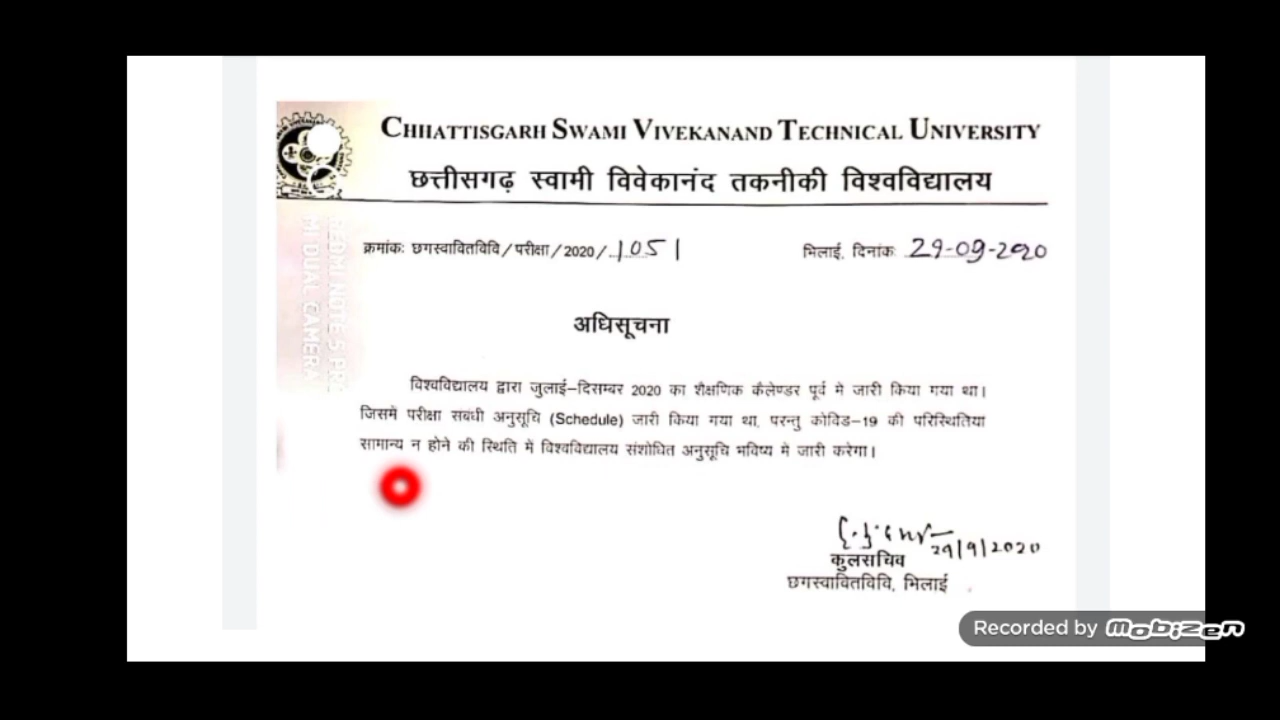 CHHATTISGARH SWAMI VIVEKANAND TECHNICAL UNIVERSITY
छत्तीसगढ़ स्वामी विवेकानंद तकनीकी विश्वविद्यालय
क्रमांकः छगस्वावितविवि/परीक्षा/2020/1051
भिलाई, दिनांक 29-09-2020
REDMI NOTE 5 PR
MI DUAL CAMERA
अधिसूचना
विश्वविद्यालय द्वारा जुलाई-दिसम्बर 2020 का शैक्षणिक कैलेण्डर पूर्व मे जारी किया गया था।
जिसमें परीक्षा सबंधी अनुसूचि (Schedule) जारी किया गया था, परन्तु कोविड-19 की परिस्थितियां
सामान्य न होने की स्थिति में विश्वविद्यालय संशोधित अनुसूचि भविष्य मे जारी करेगा।
29/9/2020
कुलसचिव
छगस्वावितविवि, भिलाई
Recorded by Mobizen